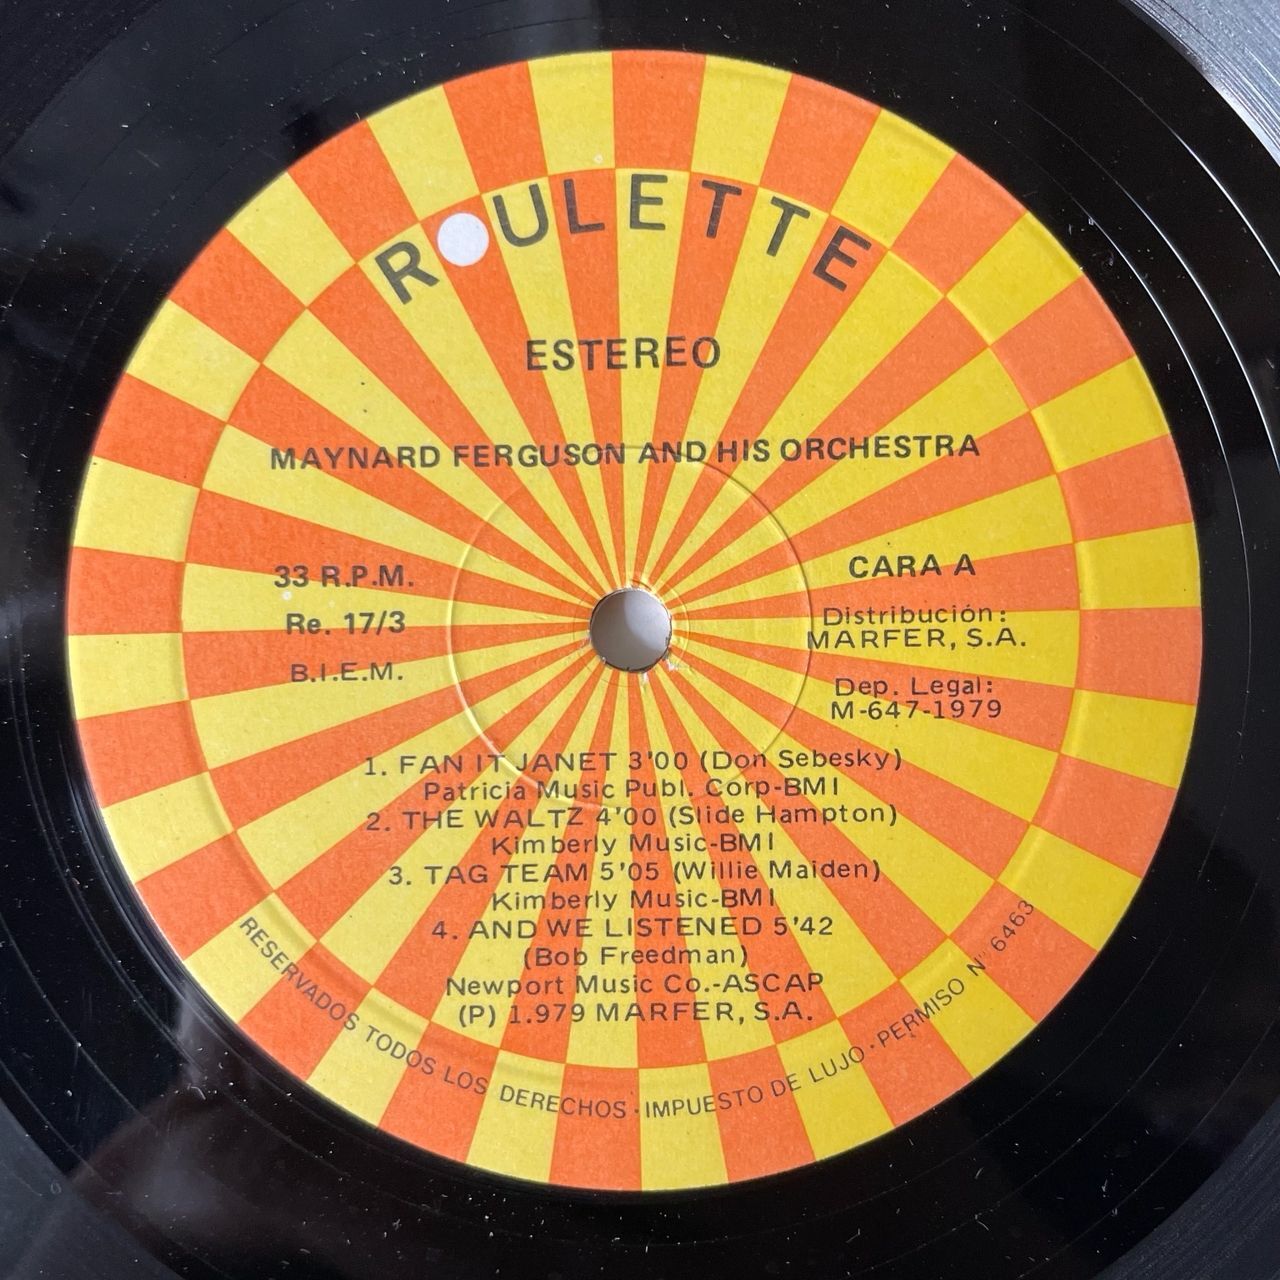 ROULETTE
ESTEREO
MAYNARD FERGUSON AND HIS ORCHESTRA
33 R.P.M.
Re. 17/3
B.I.E.M.
CARA A
Distribución:
MARFER, S.A.
Dep. Legal:
M-647-1979
1. FAN IT JANET 3'00 (Don Sebesky)
Patricia Music Publ. Corp-BMI
2. THE WALTZ 4'00 (Slide Hampton)
Kimberly Music-BMI
3. TAG TEAM 5'05 (Willie Maiden)
Kimberly Music-BMI
4. AND WE LISTENED 5'42
(Bob Freedman)
Newport Music Co.-ASCAP
(P) 1.979 MARFER, S.A.
RESERVADOS TODOS LOS DERECHOS · IMPUESTO DE LUJO · PERMISO N° 6463